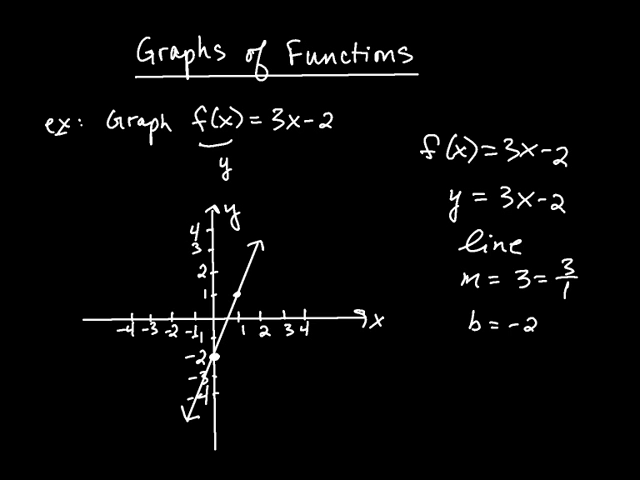 Graphs of Functions
ex: Graph f(x) = 3x - 2
y
f(x) = 3x - 2
y = 3x - 2
line
m = 3 = 3/1
b = -2
y
4
3
2
1
-4 -3 -2 -1 1 2 3 4 x
-1
-2
-3
-4